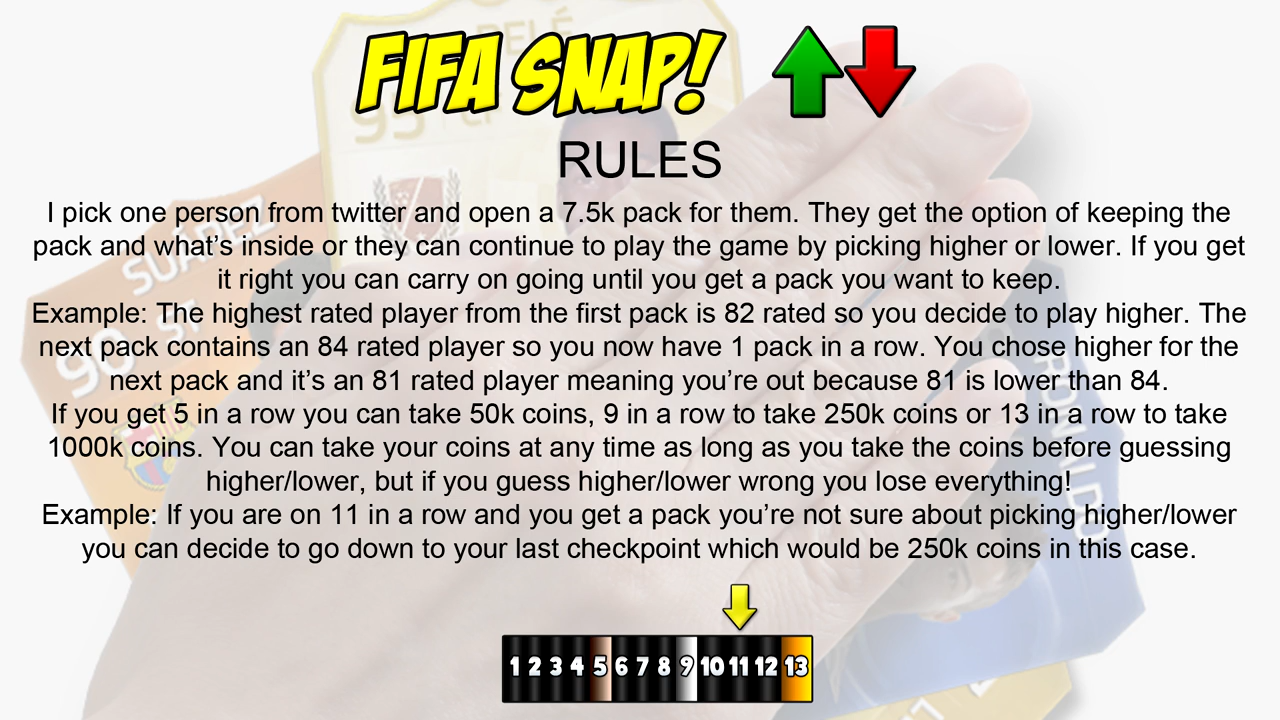 FIFA SNAP!
RULES
I pick one person from twitter and open a 7.5k pack for them. They get the option of keeping the
pack and what's inside or they can continue to play the game by picking higher or lower. If you get
it right you can carry on going until you get a pack you want to keep.
Example: The highest rated player from the first pack is 82 rated so you decide to play higher. The
next pack contains an 84 rated player so you now have 1 pack in a row. You chose higher for the
next pack and it's an 81 rated player meaning you're out because 81 is lower than 84.
If you get 5 in a row you can take 50k coins, 9 in a row to take 250k coins or 13 in a row to take
1000k coins. You can take your coins at any time as long as you take the coins before guessing
higher/lower, but if you guess higher/lower wrong you lose everything!
Example: If you are on 11 in a row and you get a pack you're not sure about picking higher/lower
you can decide to go down to your last checkpoint which would be 250k coins in this case.
1 2 3 4 5 6 7 8 9 10 11 12 13
PELÉ
95
SUÁREZ
90 ST
RONALDO